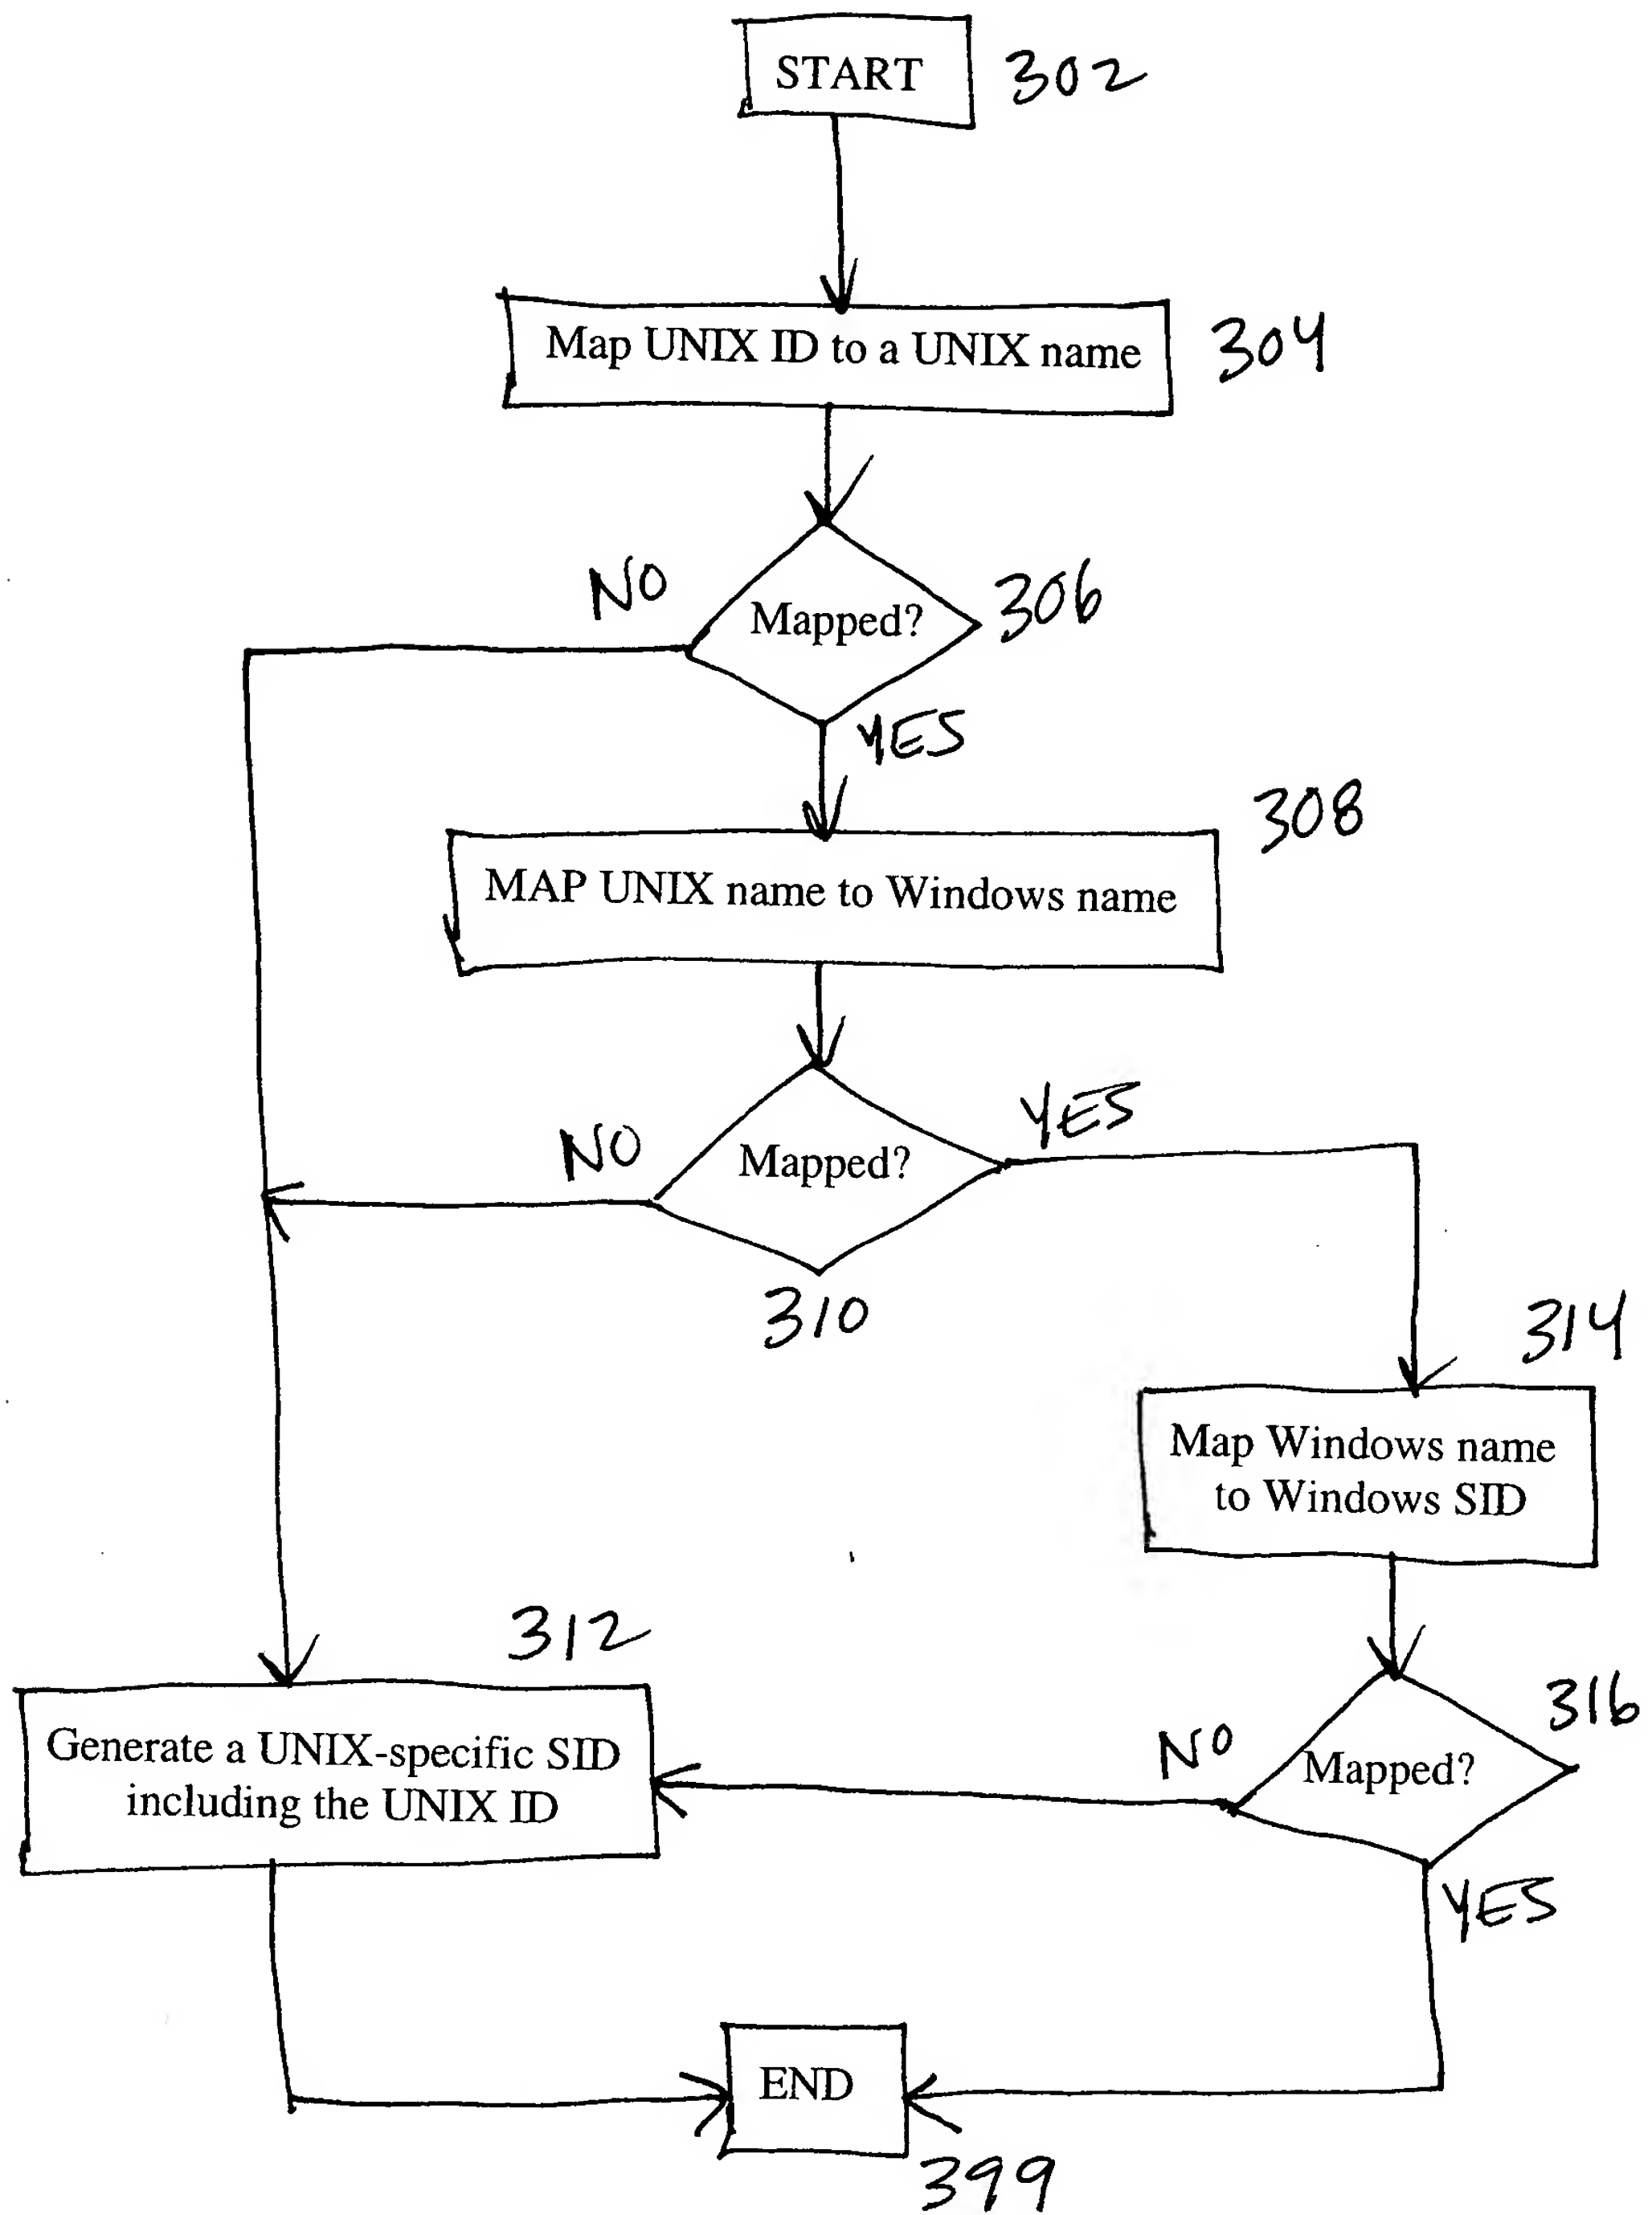 START
302
Map UNIX ID to a UNIX name
304
NO
Mapped?
306
YES
308
MAP UNIX name to Windows name
NO
Mapped?
YES
310
314
Map Windows name
to Windows SID
312
Generate a UNIX-specific SID
including the UNIX ID
NO
Mapped?
316
YES
END
399